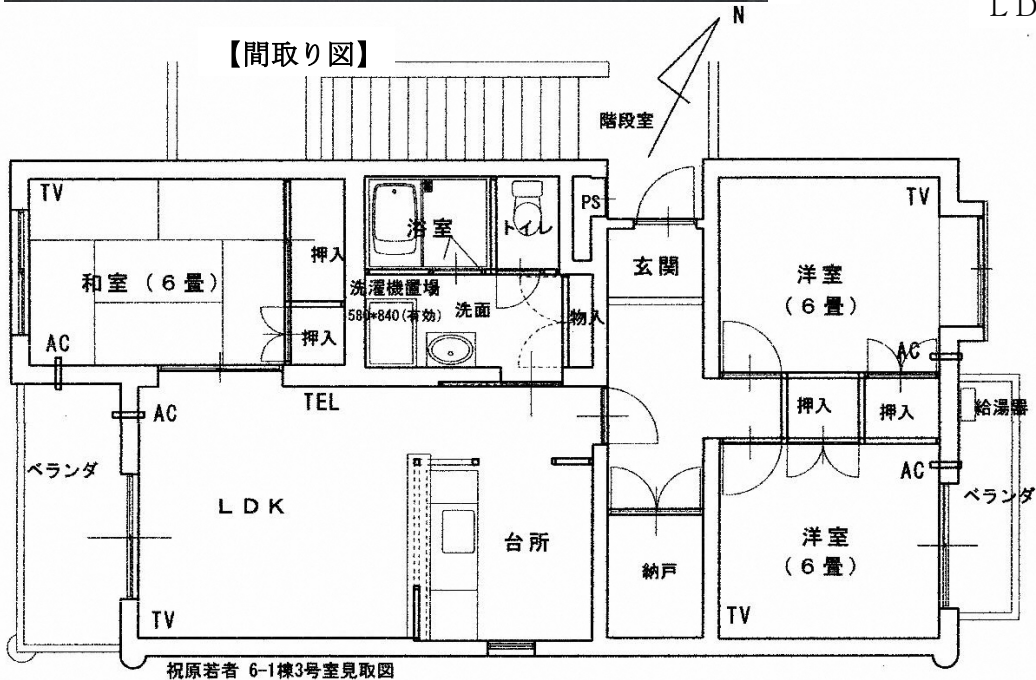 LD
N
【間取り図】
階段室
TV
PS
TV
浴室
トイレ
押入
玄関
和室（6畳）
洋室
（6畳）
洗濯機置場
580*840(有効)
洗面
物入
押入
AC
AC
TEL
AC
押入
押入
給湯器
ベランダ
AC
ベランダ
LDK
台所
洋室
（6畳）
納戸
TV
TV
祝原若者 6-1棟3号室見取図